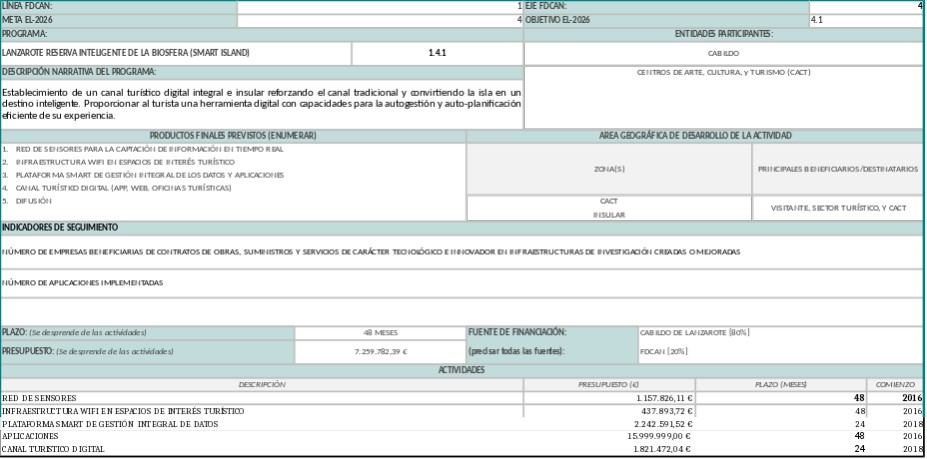 LÍNEA FDCAN: 1 EJE FDCAN: 4
META EL-2026 4 OBJETIVO EL-2026 4.1
PROGRAMA: ENTIDADES PARTICIPANTES:
LANZAROTE RESERVA INTELIGENTE DE LA BIOSFERA (SMART ISLAND) 1.4.1 CABILDO
DESCRIPCIÓN NARRATIVA DEL PROGRAMA: CENTROS DE ARTE, CULTURA, y TURISMO (CACT)
Establecimiento de un canal turístico digital integral e insular reforzando el canal tradicional y convirtiendo la isla en un
destino inteligente. Proporcionar al turista una herramienta digital con capacidades para la autogestión y auto-planificación
eficiente de su experiencia.
PRODUCTOS FINALES PREVISTOS (ENUMERAR) AREA GEOGRÁFICA DE DESARROLLO DE LA ACTIVIDAD
1. RED DE SENSORES PARA LA CAPTACIÓN DE INFORMACIÓN EN TIEMPO REAL
2. INFRAESTRUCTURA WIFI EN ESPACIOS DE INTERÉS TURÍSTICO
3. PLATAFORMA SMART DE GESTIÓN INTEGRAL DE LOS DATOS Y APLICACIONES
4. CANAL TURÍSTICO DIGITAL (APP, WEB, OFICINAS TURÍSTICAS)
5. DIFUSIÓN
ZONA(S) PRINCIPALES BENEFICIARIOS/DESTINATARIOS
CACT
INSULAR
VISITANTE, SECTOR TURÍSTICO, Y CACT
INDICADORES DE SEGUIMIENTO
NÚMERO DE EMPRESAS BENEFICIARIAS DE CONTRATOS DE OBRAS, SUMINISTROS Y SERVICIOS DE CARÁCTER TECNOLÓGICO E INNOVADOR EN INFRAESTRUCTURAS DE INVESTIGACIÓN CREADAS O MEJORADAS
NÚMERO DE APLICACIONES IMPLEMENTADAS
PLAZO: (Se desprende de las actividades) 48 MESES FUENTE DE FINANCIACIÓN: CABILDO DE LANZAROTE (80%)
PRESUPUESTO: (Se desprende de las actividades) 7.259.782,39 € (precisar todas las fuentes): FDCAN (20%)
ACTIVIDADES
DESCRIPCIÓN PRESUPUESTO (€) PLAZO (MESES) COMIENZO
RED DE SENSORES 1.157.826,11 € 48 2016
INFRAESTRUCTURA WIFI EN ESPACIOS DE INTERÉS TURÍSTICO 437.893,72 € 48 2016
PLATAFORMA SMART DE GESTIÓN INTEGRAL DE DATOS 2.242.591,52 € 24 2018
APLICACIONES 15.999.999,00 € 48 2016
CANAL TURISTICO DIGITAL 1.821.472,04 € 24 2018